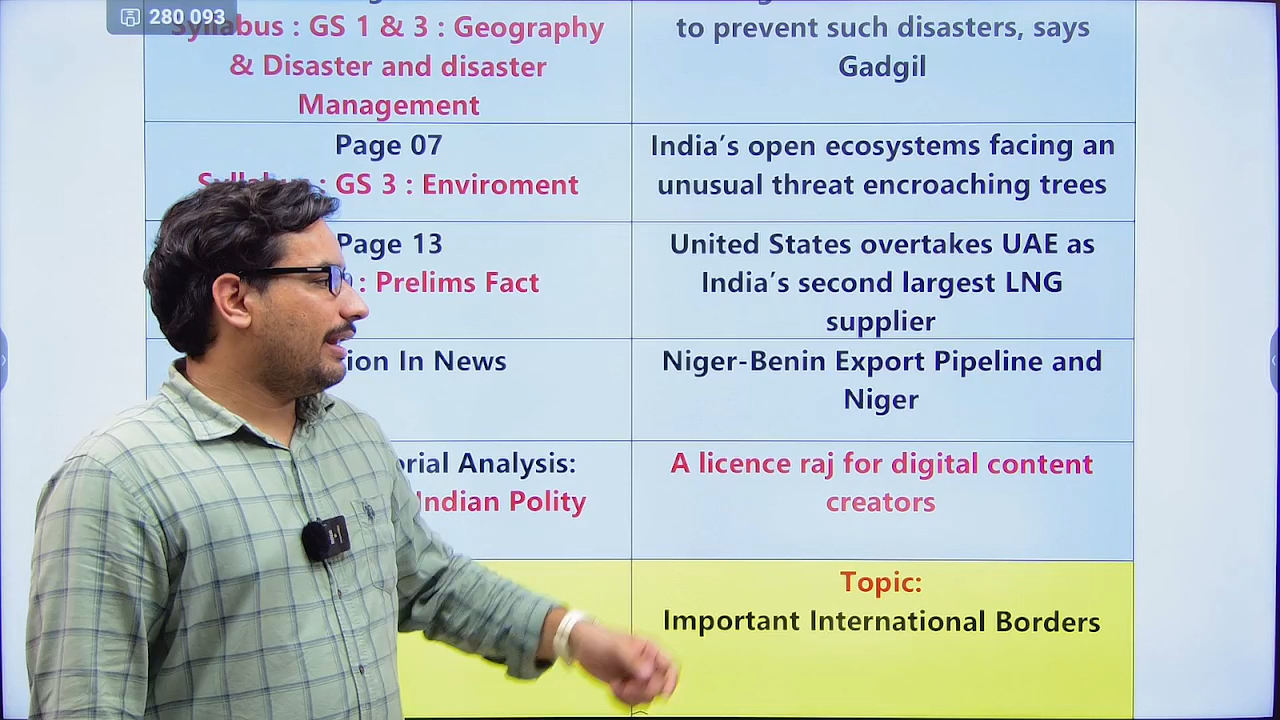 280 093
Syllabus : GS 1 & 3 : Geography
& Disaster and disaster
Management
to prevent such disasters, says
Gadgil
Page 07
Syllabus : GS 3 : Enviroment
India's open ecosystems facing an
unusual threat encroaching trees
Page 13
: Prelims Fact
United States overtakes UAE as
India's second largest LNG
supplier
In News
Niger-Benin Export Pipeline and
Niger
Analysis:
Indian Polity
A licence raj for digital content
creators
Topic:
Important International Borders